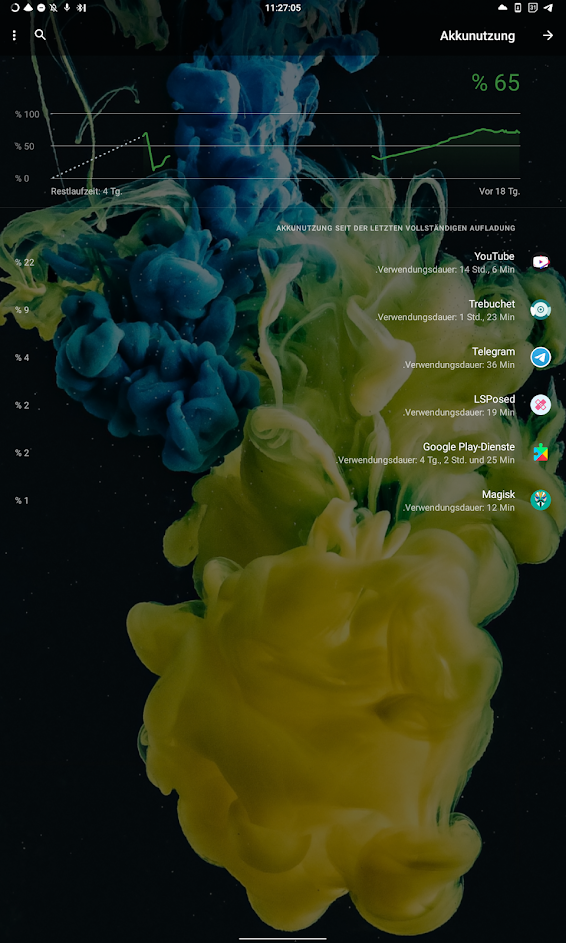 11:27:05
31
Akkunutzung
% 65
% 100
% 50
% 0
Restlaufzeit: 4 Tg.
Vor 18 Tg.
AKKUNUTZUNG SEIT DER LETZTEN VOLLSTÄNDIGEN AUFLADUNG
YouTube
% 22
.Verwendungsdauer: 14 Std., 6 Min
Trebuchet
% 9
.Verwendungsdauer: 1 Std., 23 Min
Telegram
% 4
.Verwendungsdauer: 36 Min
LSPosed
% 2
.Verwendungsdauer: 19 Min
Google Play-Dienste
% 2
.Verwendungsdauer: 4 Tg., 2 Std. und 25 Min
Magisk
% 1
.Verwendungsdauer: 12 Min